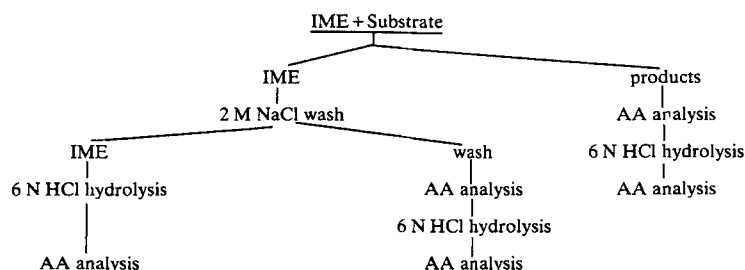 IME + Substrate
IME
products
2 M NaCl wash
AA analysis
IME
wash
6 N HCl hydrolysis
6 N HCl hydrolysis
AA analysis
AA analysis
6 N HCl hydrolysis
AA analysis
AA analysis